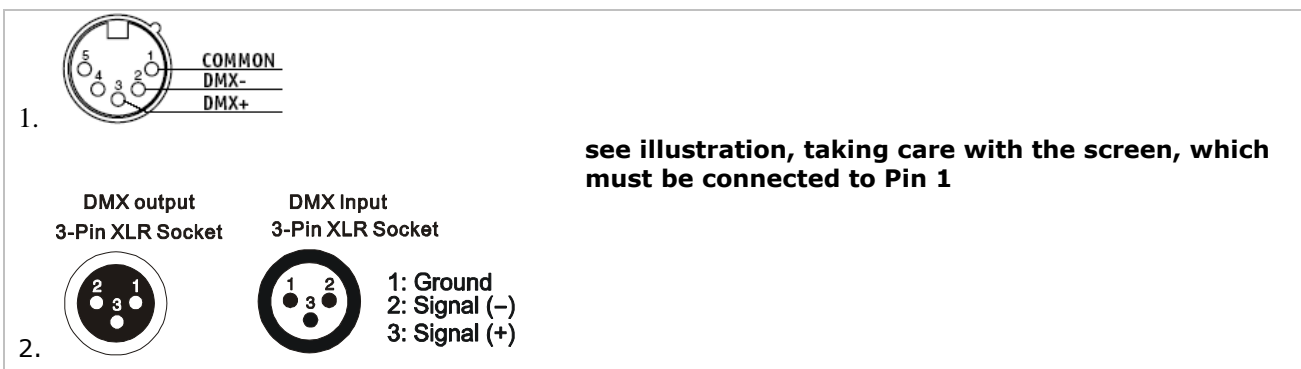 5
1
4
2
3
COMMON
DMX-
DMX+
1.
see illustration, taking care with the screen, which
must be connected to Pin 1
DMX output
3-Pin XLR Socket
DMX Input
3-Pin XLR Socket
2 1
3
1 2
3
1: Ground
2: Signal (–)
3: Signal (+)
2.